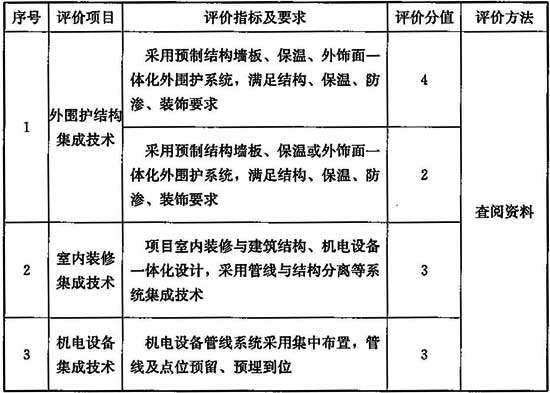 序号 评价项目 评价指标及要求 评价分值 评价方法
1
外围护结构
集成技术
采用预制结构墙板、保温、外饰面一
体化外围护系统，满足结构、保温、防
渗、装饰要求
4
采用预制结构墙板、保温或外饰面一
体化外围护系统，满足结构、保温、防
渗、装饰要求
2
查阅资料
2
室内装修
集成技术
项目室内装修与建筑结构、机电设备
一体化设计，采用管线与结构分离等系
统集成技术
3
3
机电设备
集成技术
机电设备管线系统采用集中布置，管
线及点位预留、预埋到位
3